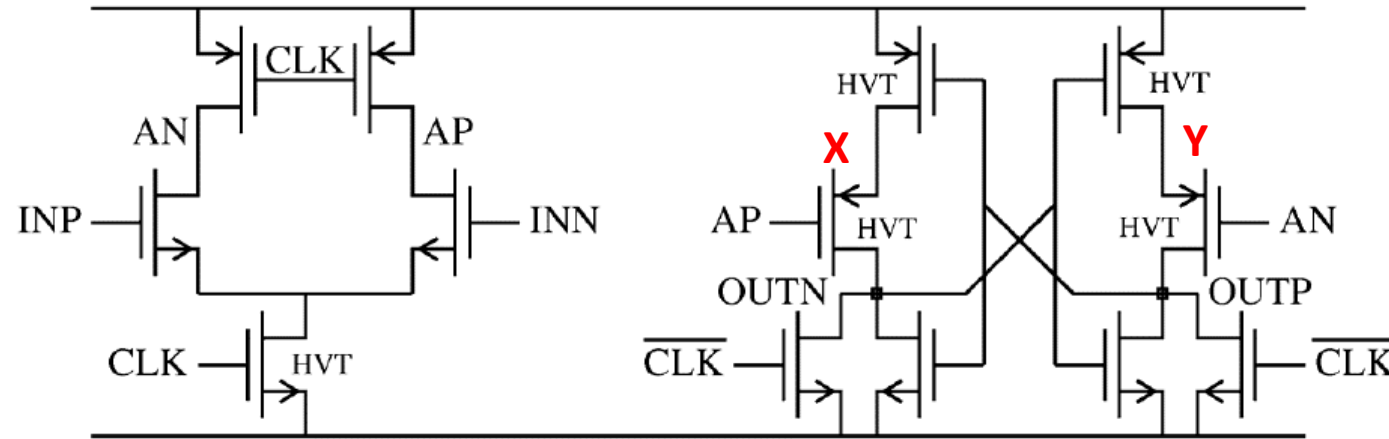 CLK
HVT
HVT
AN
AP
X
Y
INP
INN
AP
HVT
HVT
AN
OUTN
OUTP
CLK
HVT
CLK
CLK